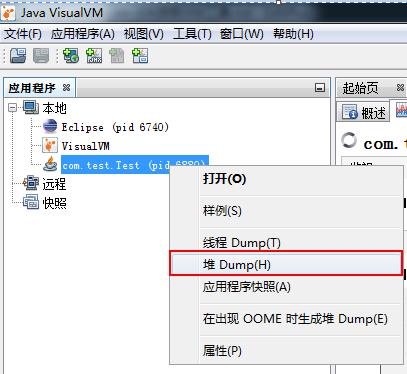 Java VisualVM
文件(F) 应用程序(A) 视图(V) 工具(T) 窗口(W) 帮助(H)
应用程序
起始页
本地
概述
Eclipse (pid 6740)
VisualVM
com.
com.test.Test (pid 6880)
远程
快照
打开(O)
样例(S)
线程 Dump(T)
堆 Dump(H)
应用程序快照(A)
在出现 OOME 时生成堆 Dump(E)
属性(P)